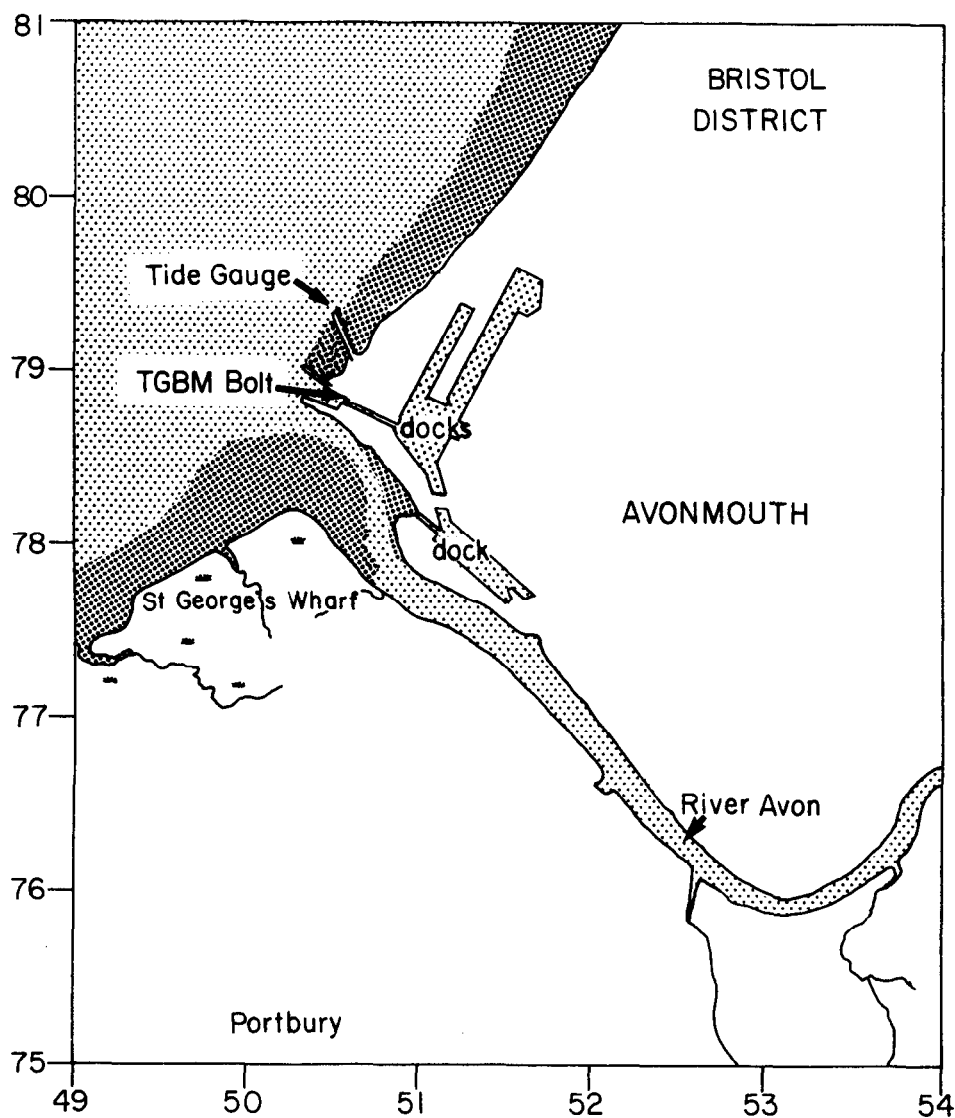 81
BRISTOL
DISTRICT
80
Tide Gauge
79
TGBM Bolt
docks
AVONMOUTH
78
dock
St George's Wharf
77
River Avon
76
Portbury
75
49 50 51 52 53 54